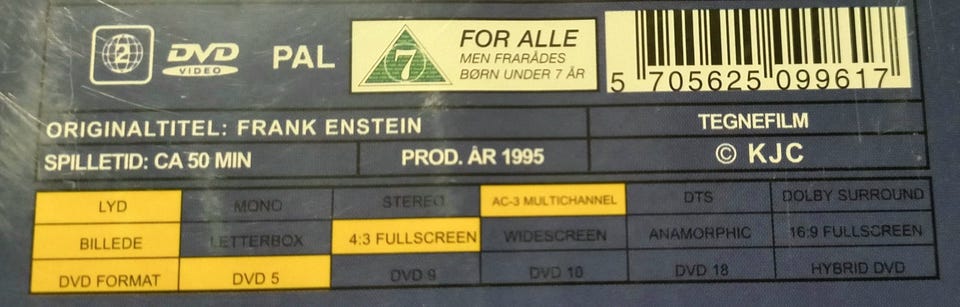 2 DVD VIDEO PAL
7
FOR ALLE
MEN FRARÅDES
BØRN UNDER 7 ÅR
5 705625 099617
ORIGINALTITEL: FRANK ENSTEIN
TEGNEFILM
SPILLETID: CA 50 MIN PROD. ÅR 1995 © KJC
LYD MONO STEREO AC-3 MULTICHANNEL DTS DOLBY SURROUND
BILLEDE LETTERBOX 4:3 FULLSCREEN WIDESCREEN ANAMORPHIC 16:9 FULLSCREEN
DVD FORMAT DVD 5 DVD 9 DVD 10 DVD 18 HYBRID DVD